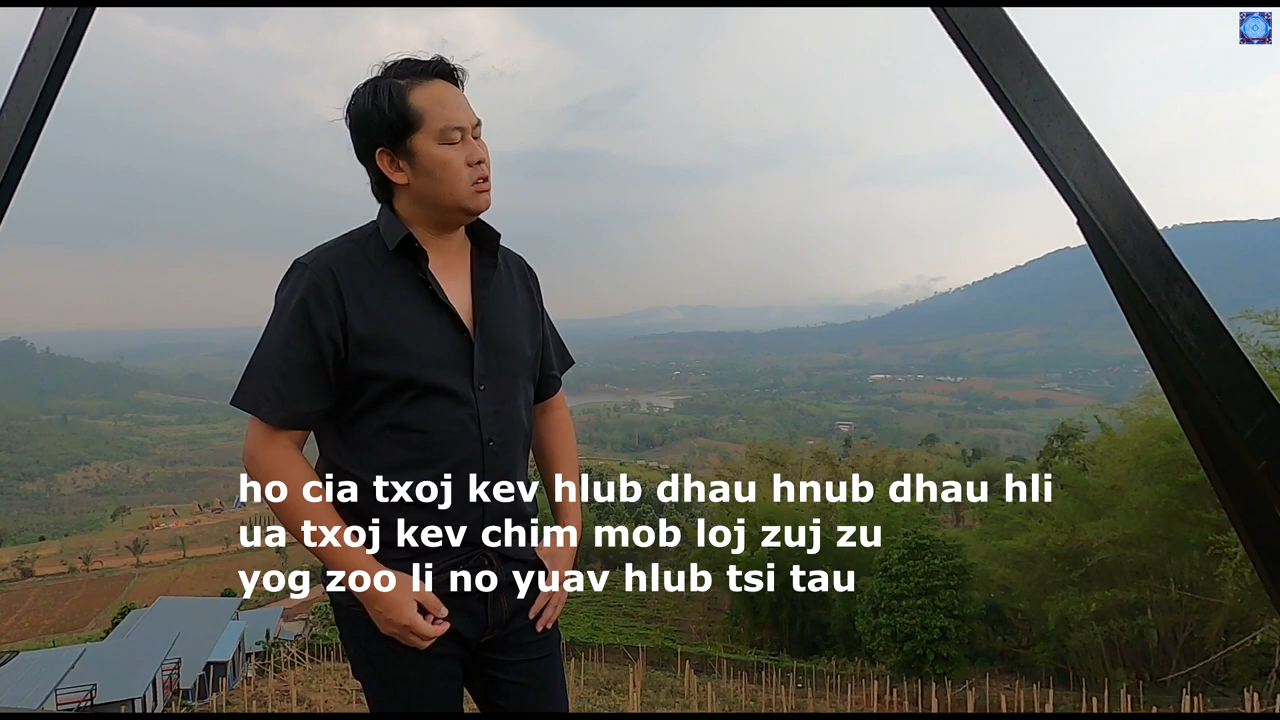 ho cia txoj kev hlub dhau hnub dhau hli
ua txoj kev chim mob loj zuj zu
yog zoo li no yuav hlub tsi tau